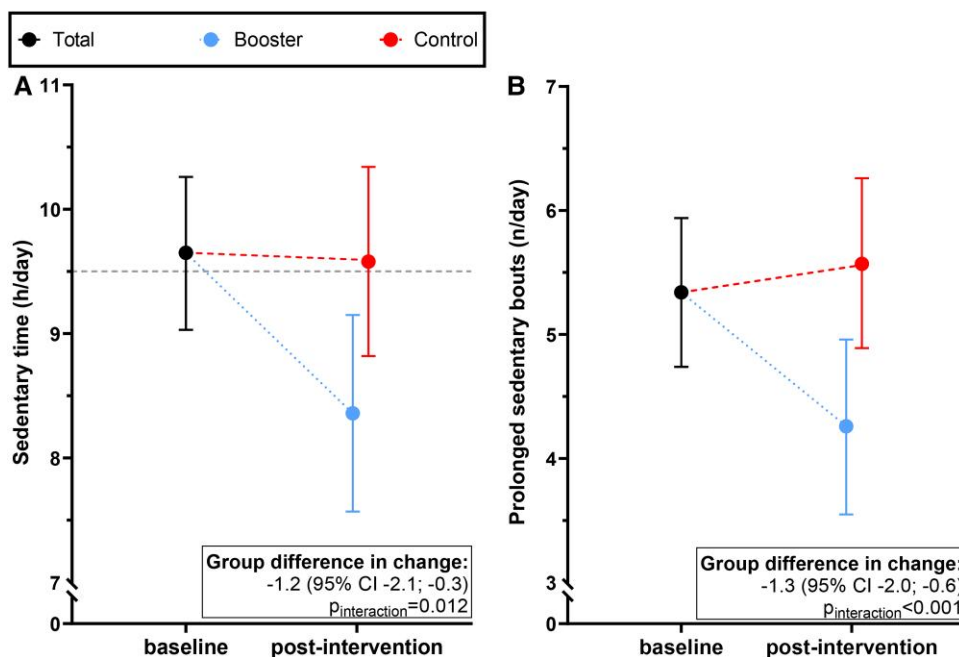 Total Booster Control
A
Sedentary time (h/day)
11
10
9
8
7
0
Group difference in change:
-1.2 (95% CI -2.1; -0.3)
pinteraction=0.012
baseline post-intervention
B
Prolonged sedentary bouts (n/day)
7
6
5
4
3
0
Group difference in change:
-1.3 (95% CI -2.0; -0.6)
pinteraction<0.001
baseline post-intervention